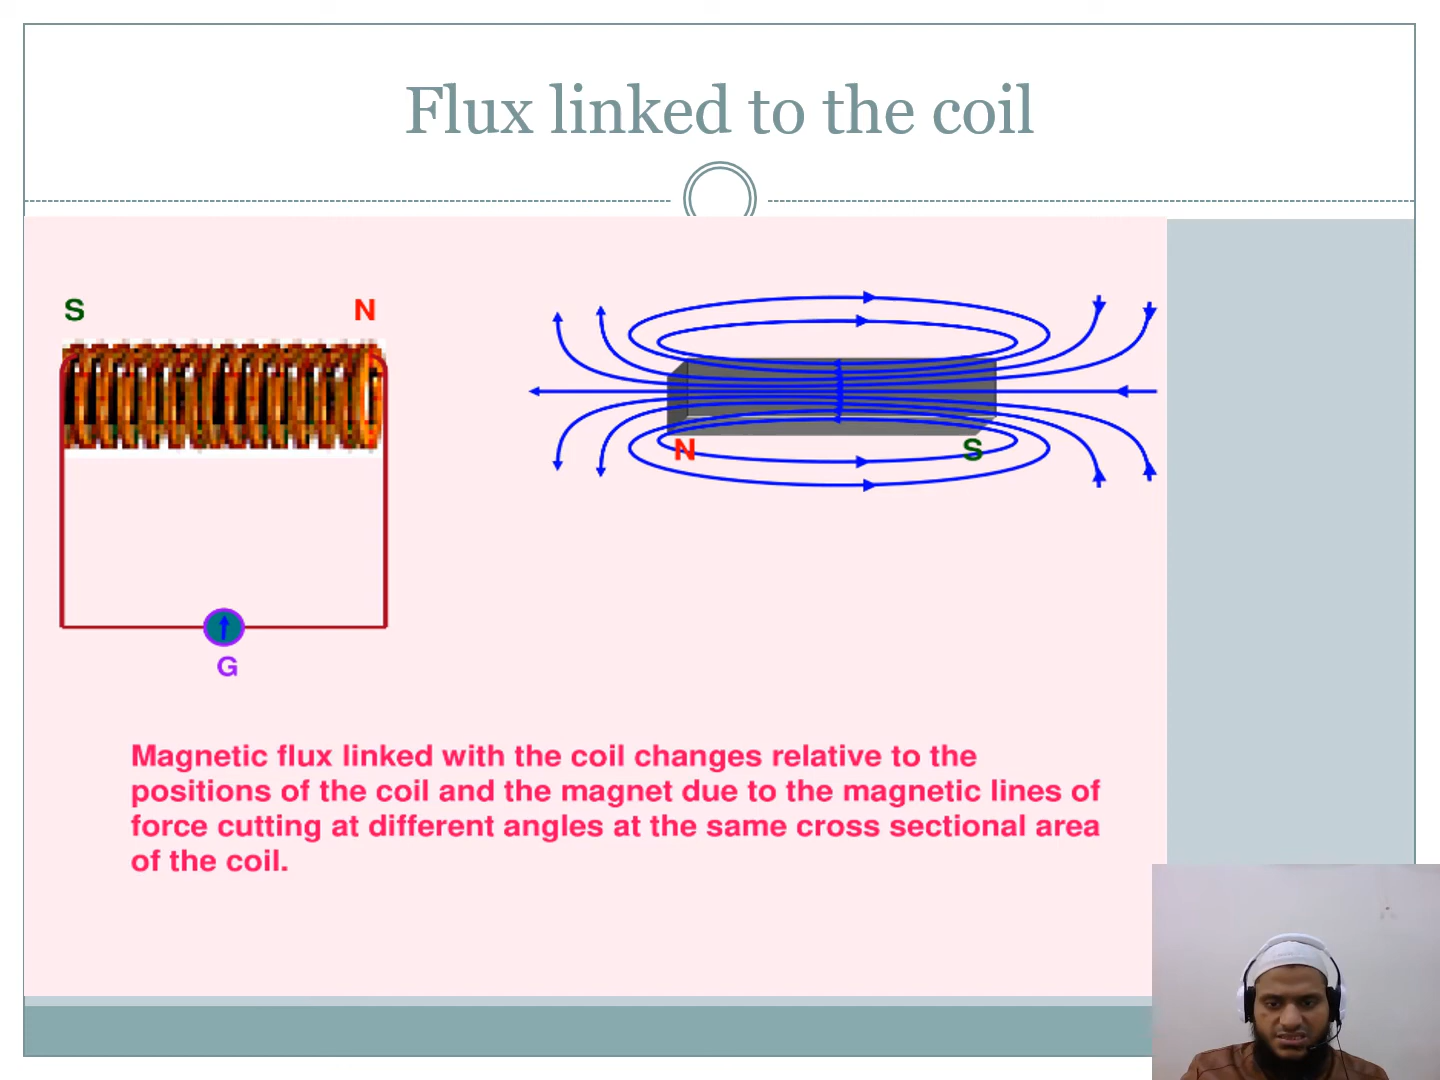 Flux linked to the coil
S N
N S
G
Magnetic flux linked with the coil changes relative to the
positions of the coil and the magnet due to the magnetic lines of
force cutting at different angles at the same cross sectional area
of the coil.